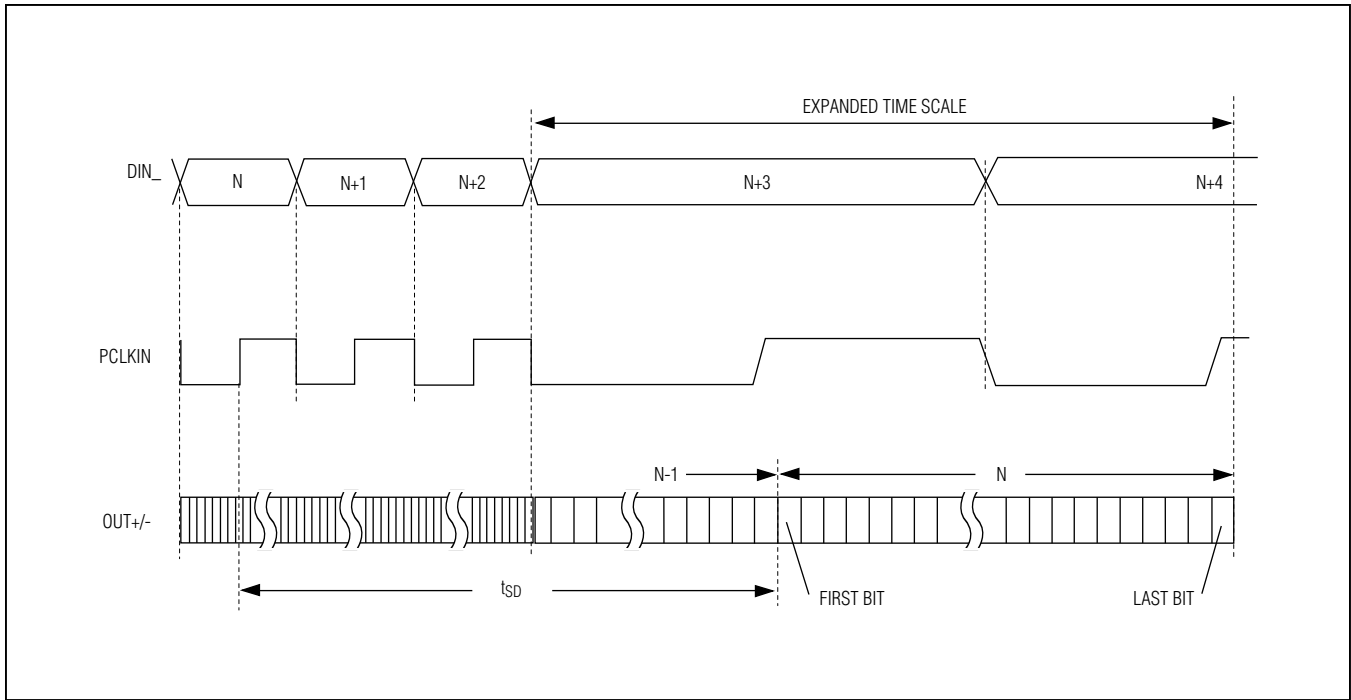 EXPANDED TIME SCALE
DIN_
N
N+1
N+2
N+3
N+4
PCLKIN
N-1
N
OUT+/-
tSD
FIRST BIT
LAST BIT